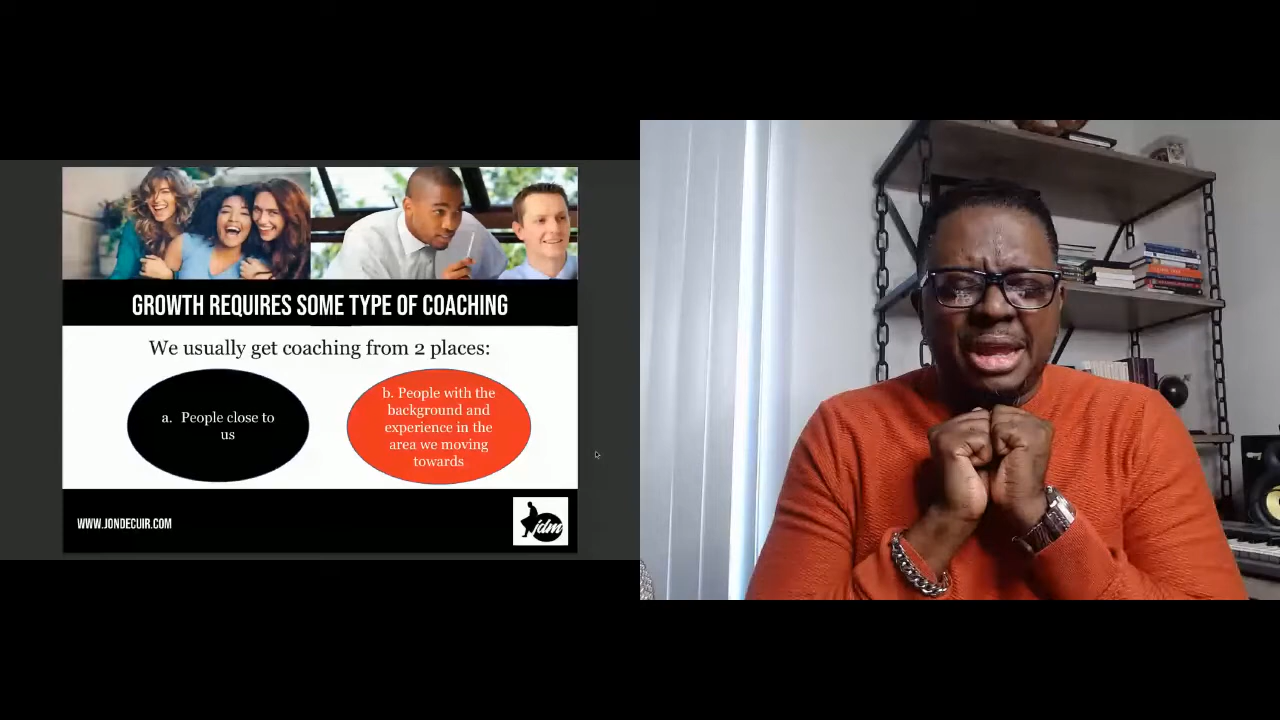 GROWTH REQUIRES SOME TYPE OF COACHING
We usually get coaching from 2 places:
a. People close to
us
b. People with the
background and
experience in the
area we moving
towards
WWW.JONDECUIR.COM
jdm